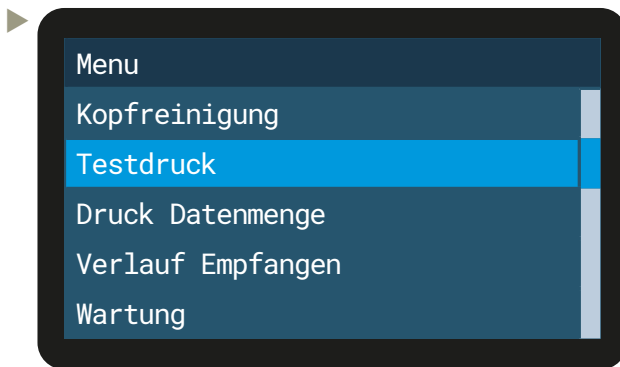 Menu
Kopfreinigung
Testdruck
Druck Datenmenge
Verlauf Empfangen
Wartung